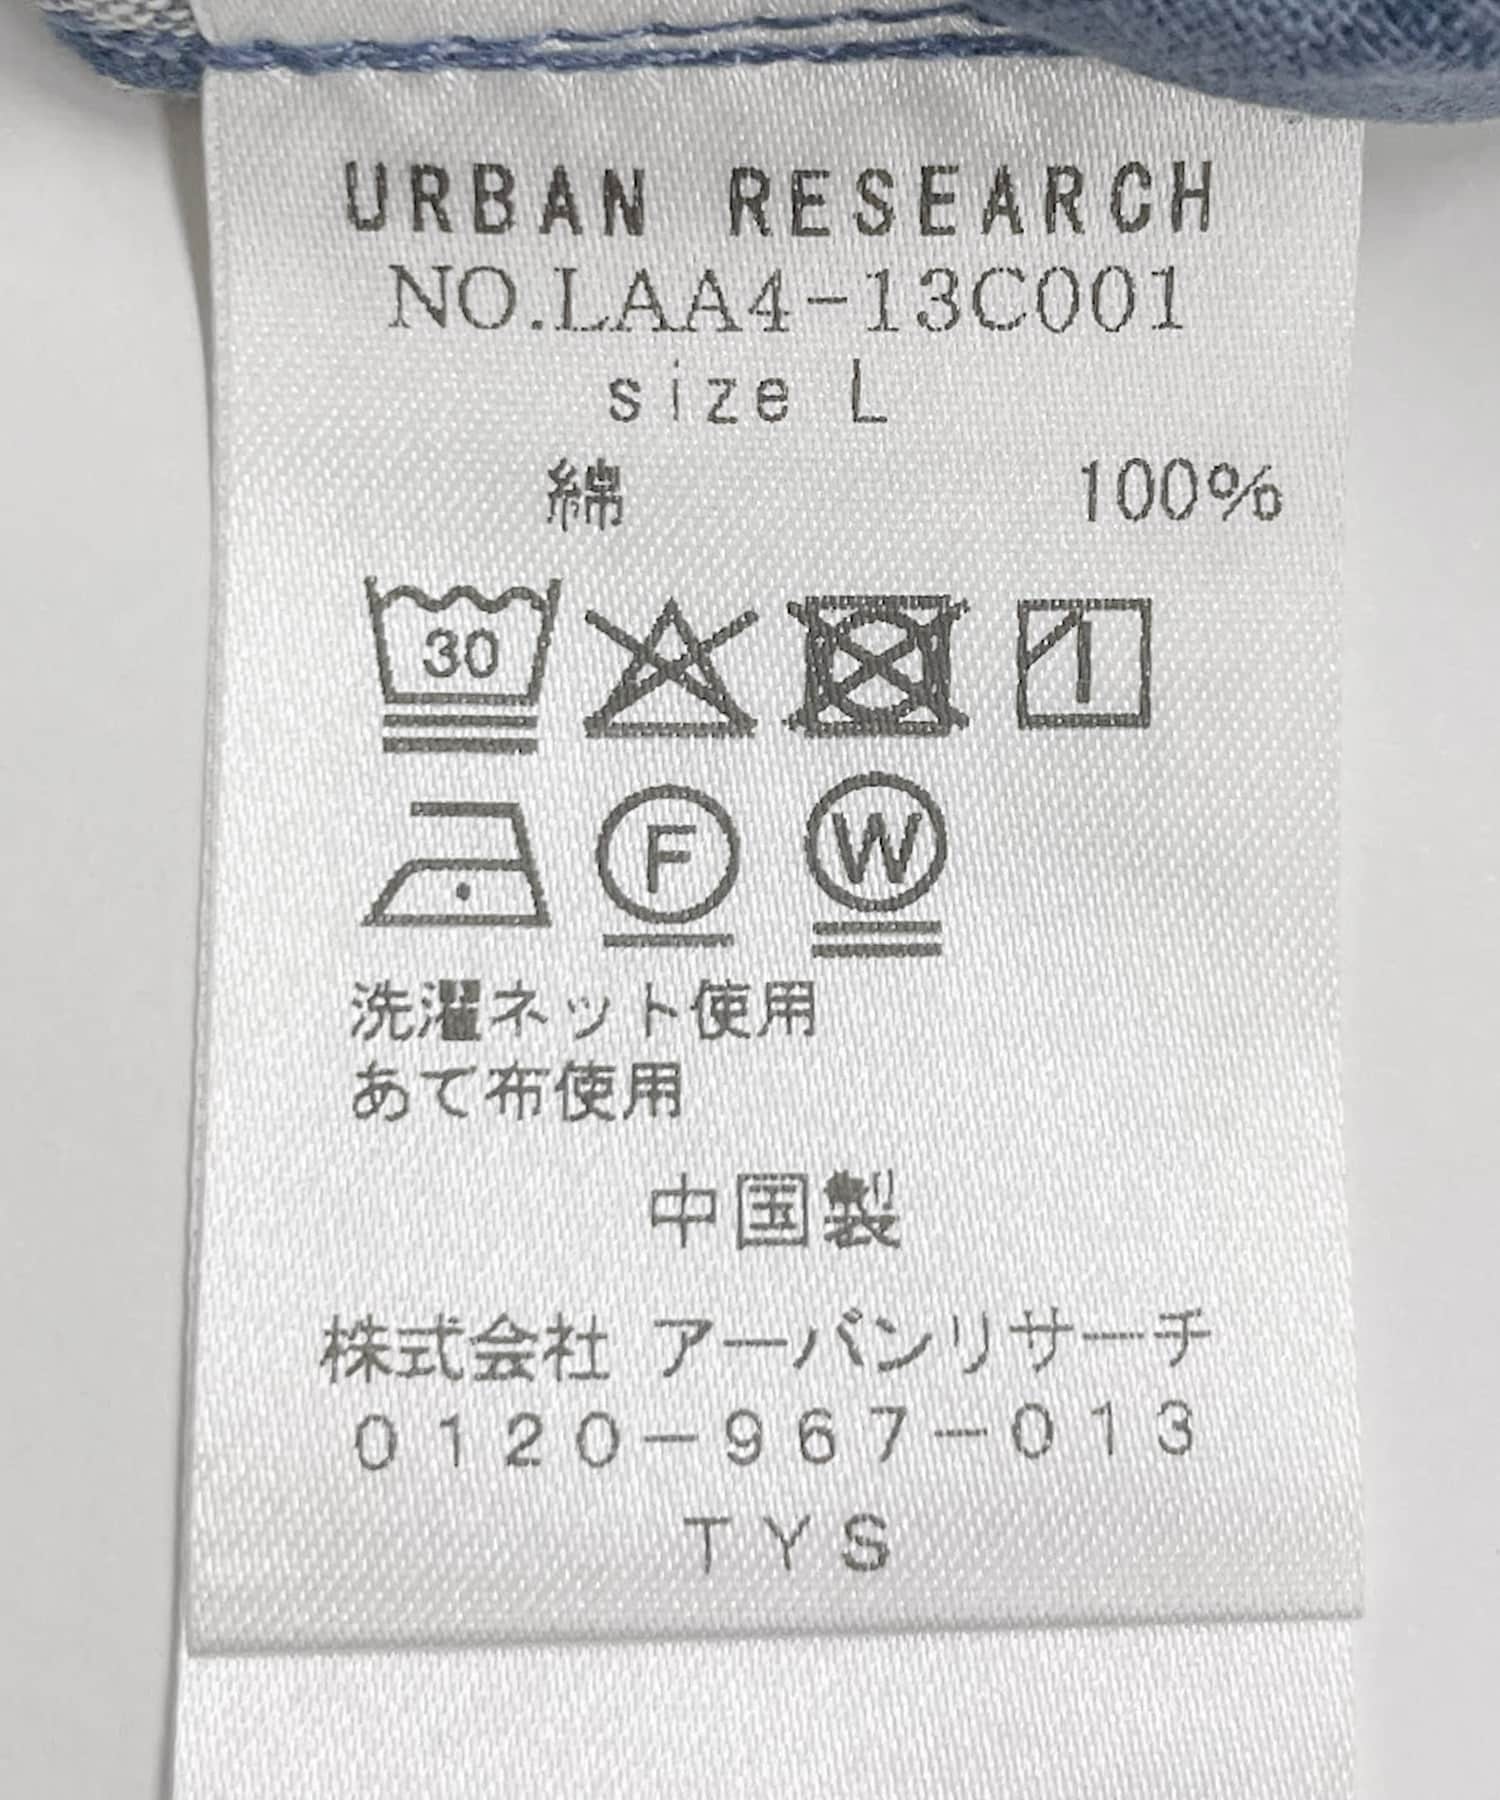 URBAN RESEARCH
NO.LAA4-13C001
size L
綿 100%
30
F W
洗濯ネット使用
あて布使用
中国製
株式会社 アーバンリサーチ
0120-967-013
TYS